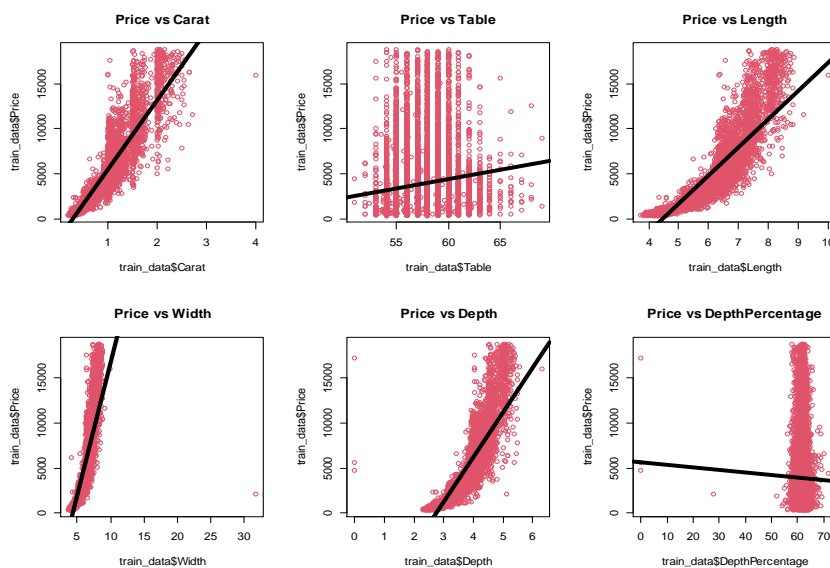 Price vs Carat
train_data$Price
0 5000 10000 15000
1 2 3 4
train_data$Carat
Price vs Table
train_data$Price
0 5000 10000 15000
55 60 65
train_data$Table
Price vs Length
train_data$Price
0 5000 10000 15000
4 5 6 7 8 9 10
train_data$Length
Price vs Width
train_data$Price
0 5000 10000 15000
5 10 15 20 25 30
train_data$Width
Price vs Depth
train_data$Price
0 5000 10000 15000
0 1 2 3 4 5 6
train_data$Depth
Price vs DepthPercentage
train_data$Price
0 5000 10000 15000
0 10 20 30 40 50 60 70
train_data$DepthPercentage